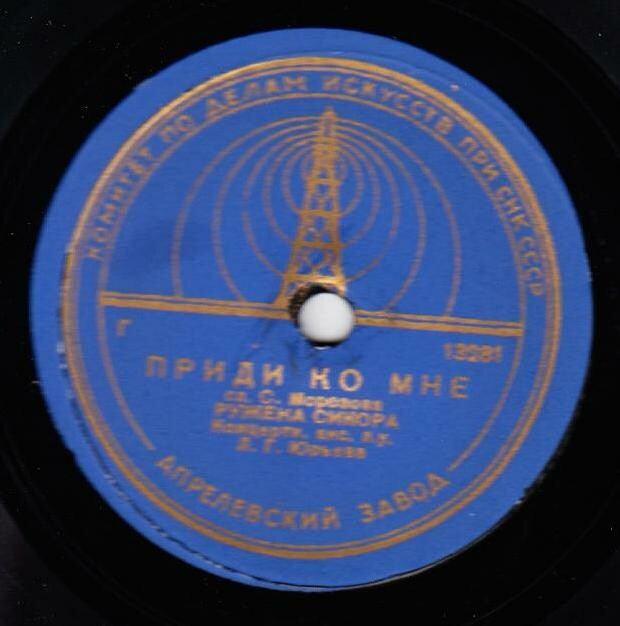 КОМИТЕТ ПО ДЕЛАМ ИСКУССТВ ПРИ СНК СССР
Г 13281
ПРИДИ КО МНЕ
сл. С.
РУЖЕНА СИКОРА
Концертн. анс. п.у.
Юрьева
АПРЕЛЕВСКИЙ ЗАВОД